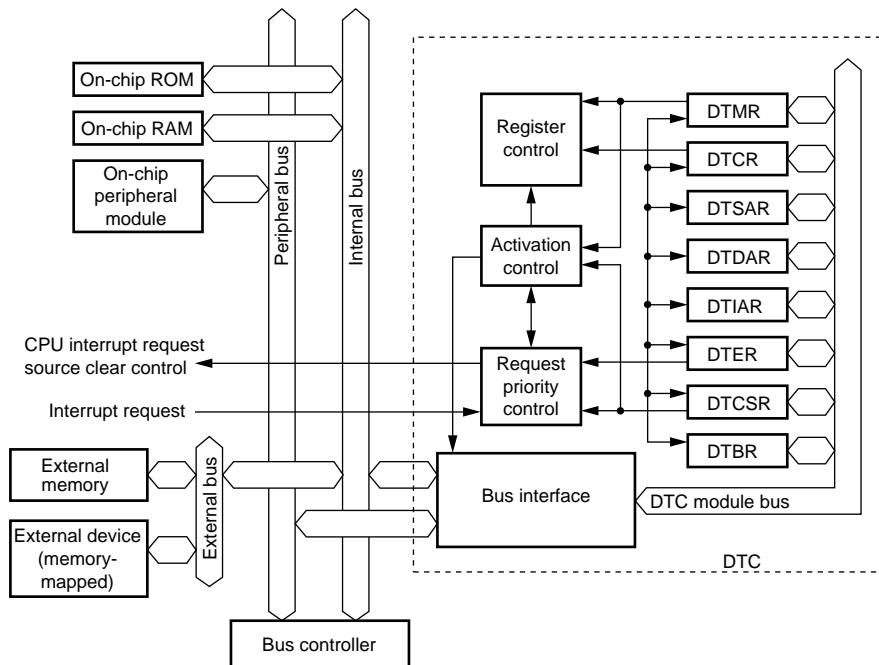 On-chip ROM
On-chip RAM
On-chip
peripheral
module
Peripheral bus
Internal bus
Register
control
Activation
control
Request
priority
control
DTMR
DTCR
DTSAR
DTDAR
DTIAR
DTER
DTCSR
DTBR
CPU interrupt request
source clear control
Interrupt request
External
memory
External device
(memory-
mapped)
External bus
Bus interface
DTC module bus
DTC
Bus controller